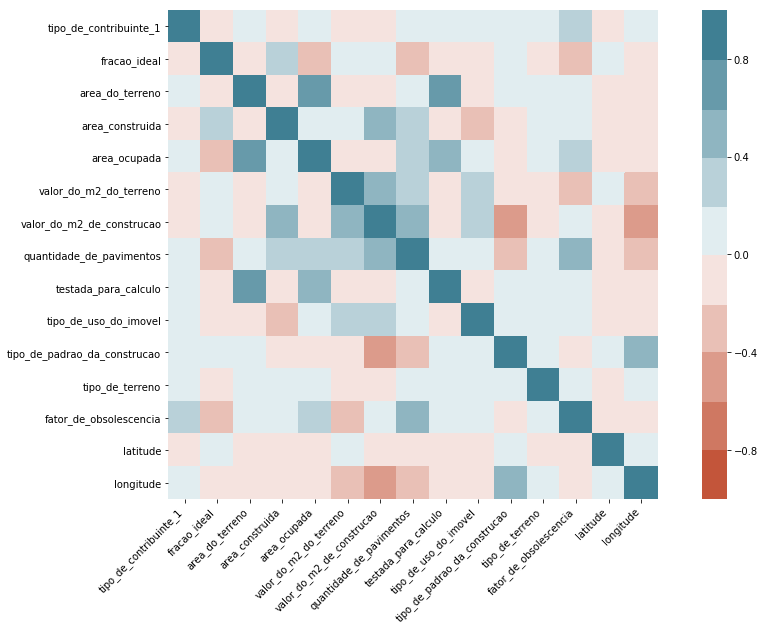 tipo_de_contribuinte_1
fracao_ideal
area_do_terreno
area_construida
area_ocupada
valor_do_m2_do_terreno
valor_do_m2_de_construcao
quantidade_de_pavimentos
testada_para_calculo
tipo_de_uso_do_imovel
tipo_de_padrao_da_construcao
tipo_de_terreno
fator_de_obsolescencia
latitude
longitude
tipo_de_contribuinte_1
fracao_ideal
area_do_terreno
area_construida
area_ocupada
valor_do_m2_do_terreno
valor_do_m2_de_construcao
quantidade_de_pavimentos
testada_para_calculo
tipo_de_uso_do_imovel
tipo_de_padrao_da_construcao
tipo_de_terreno
fator_de_obsolescencia
latitude
longitude
0.8
0.4
0.0
−0.4
−0.8